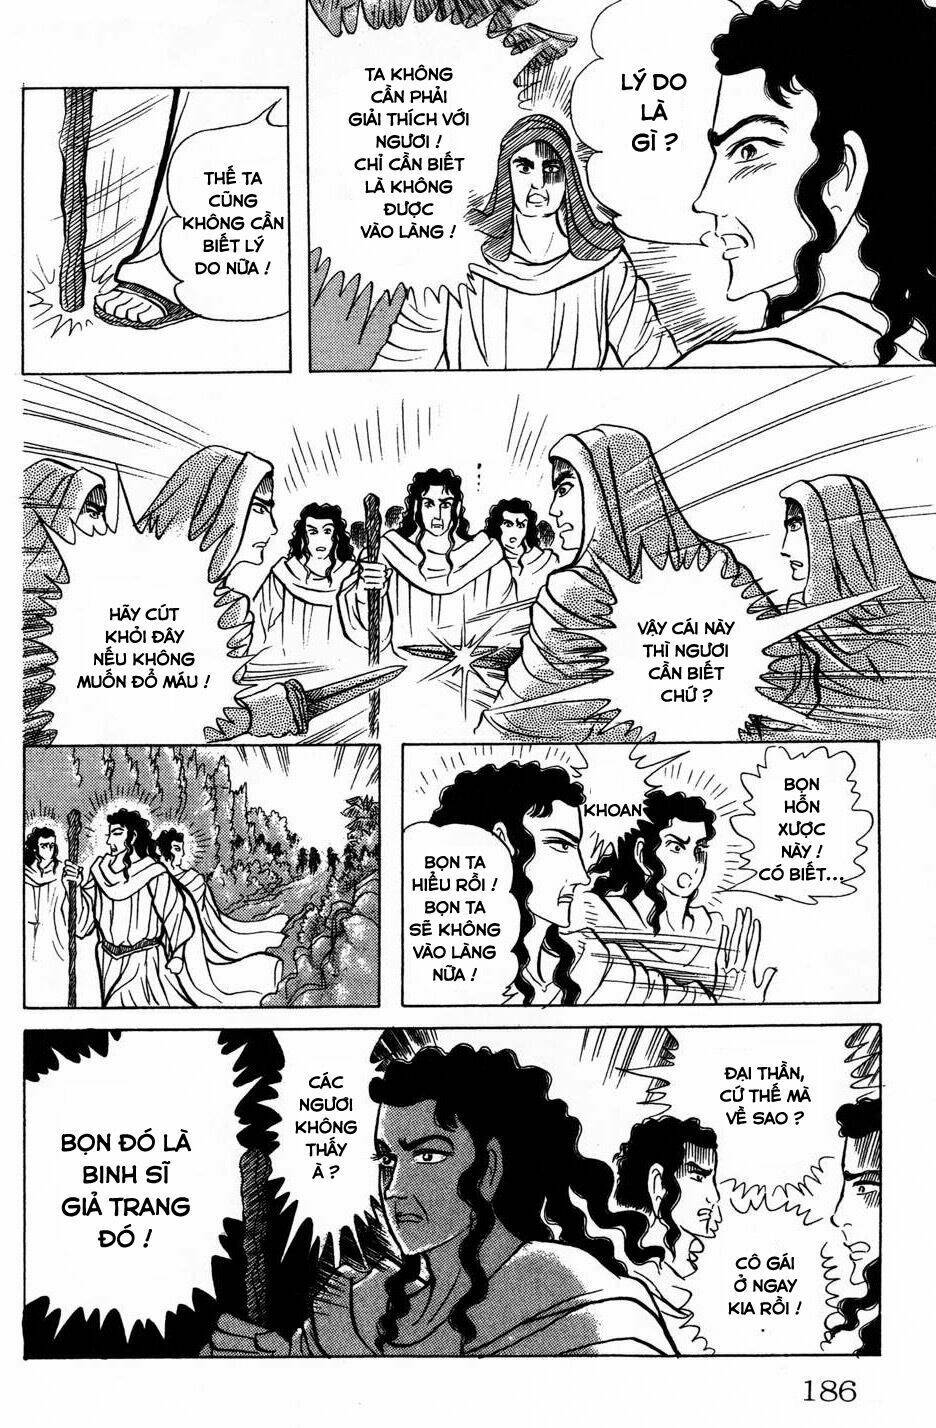 LÝ DO
LÀ
GÌ ?
TA KHÔNG
CẦN PHẢI
GIẢI THÍCH VỚI
NGƯƠI !
CHỈ CẦN BIẾT
LÀ KHÔNG
ĐƯỢC
VÀO LÀNG !
THẾ TA
CŨNG
KHÔNG CẦN
BIẾT LÝ
DO NỮA !
VẬY CÁI NÀY
THÌ NGƯƠI
CẦN BIẾT
CHỨ ?
HÃY CÚT
KHỎI ĐÂY
NẾU KHÔNG
MUỐN ĐỔ MÁU !
BỌN
HỖN
XƯỢC
NÀY !
CÓ BIẾT...
KHOAN
BỌN TA
HIỂU RỒI !
BỌN TA
SẼ KHÔNG
VÀO LÀNG
NỮA !
ĐẠI THẦN,
CỨ THẾ MÀ
VỀ SAO ?
CÔ GÁI
Ở NGAY
KIA RỒI !
CÁC
NGƯƠI
KHÔNG
THẤY
À ?
BỌN ĐÓ LÀ
BINH SĨ
GIẢ TRANG
ĐÓ !
186